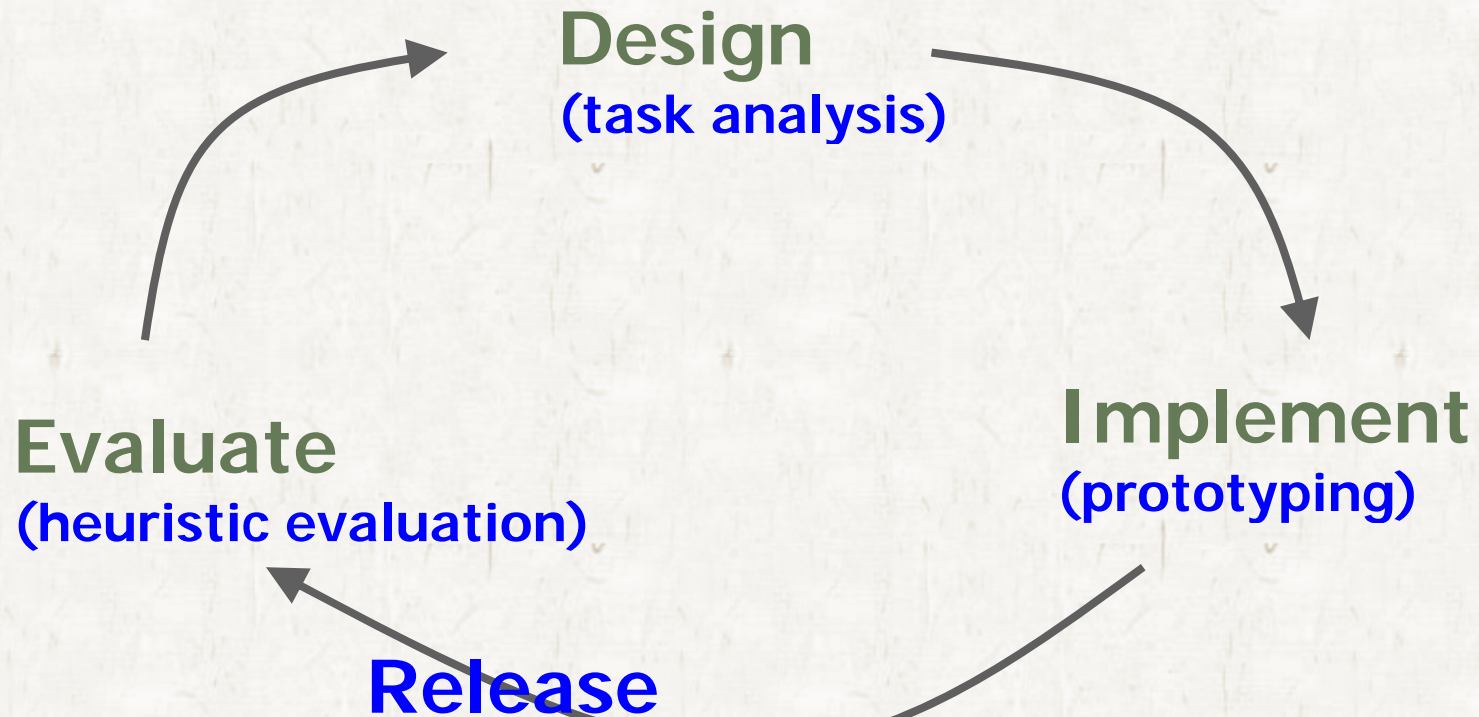 Design
(task analysis)
Implement
(prototyping)
Evaluate
(heuristic evaluation)
Release